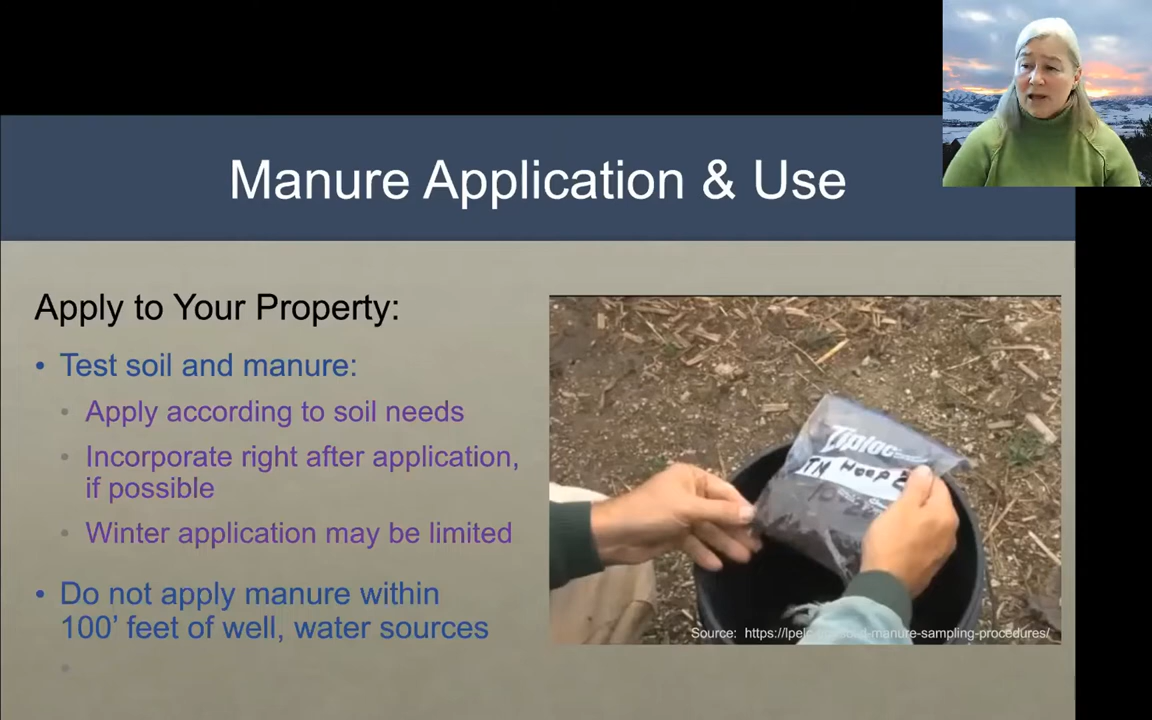 Manure Application & Use
Apply to Your Property:
• Test soil and manure:
• Apply according to soil needs
• Incorporate right after application,
if possible
• Winter application may be limited
• Do not apply manure within
100’ feet of well, water sources
•
Ziploc
TM Hoop
Source: manure-sampling-procedures/